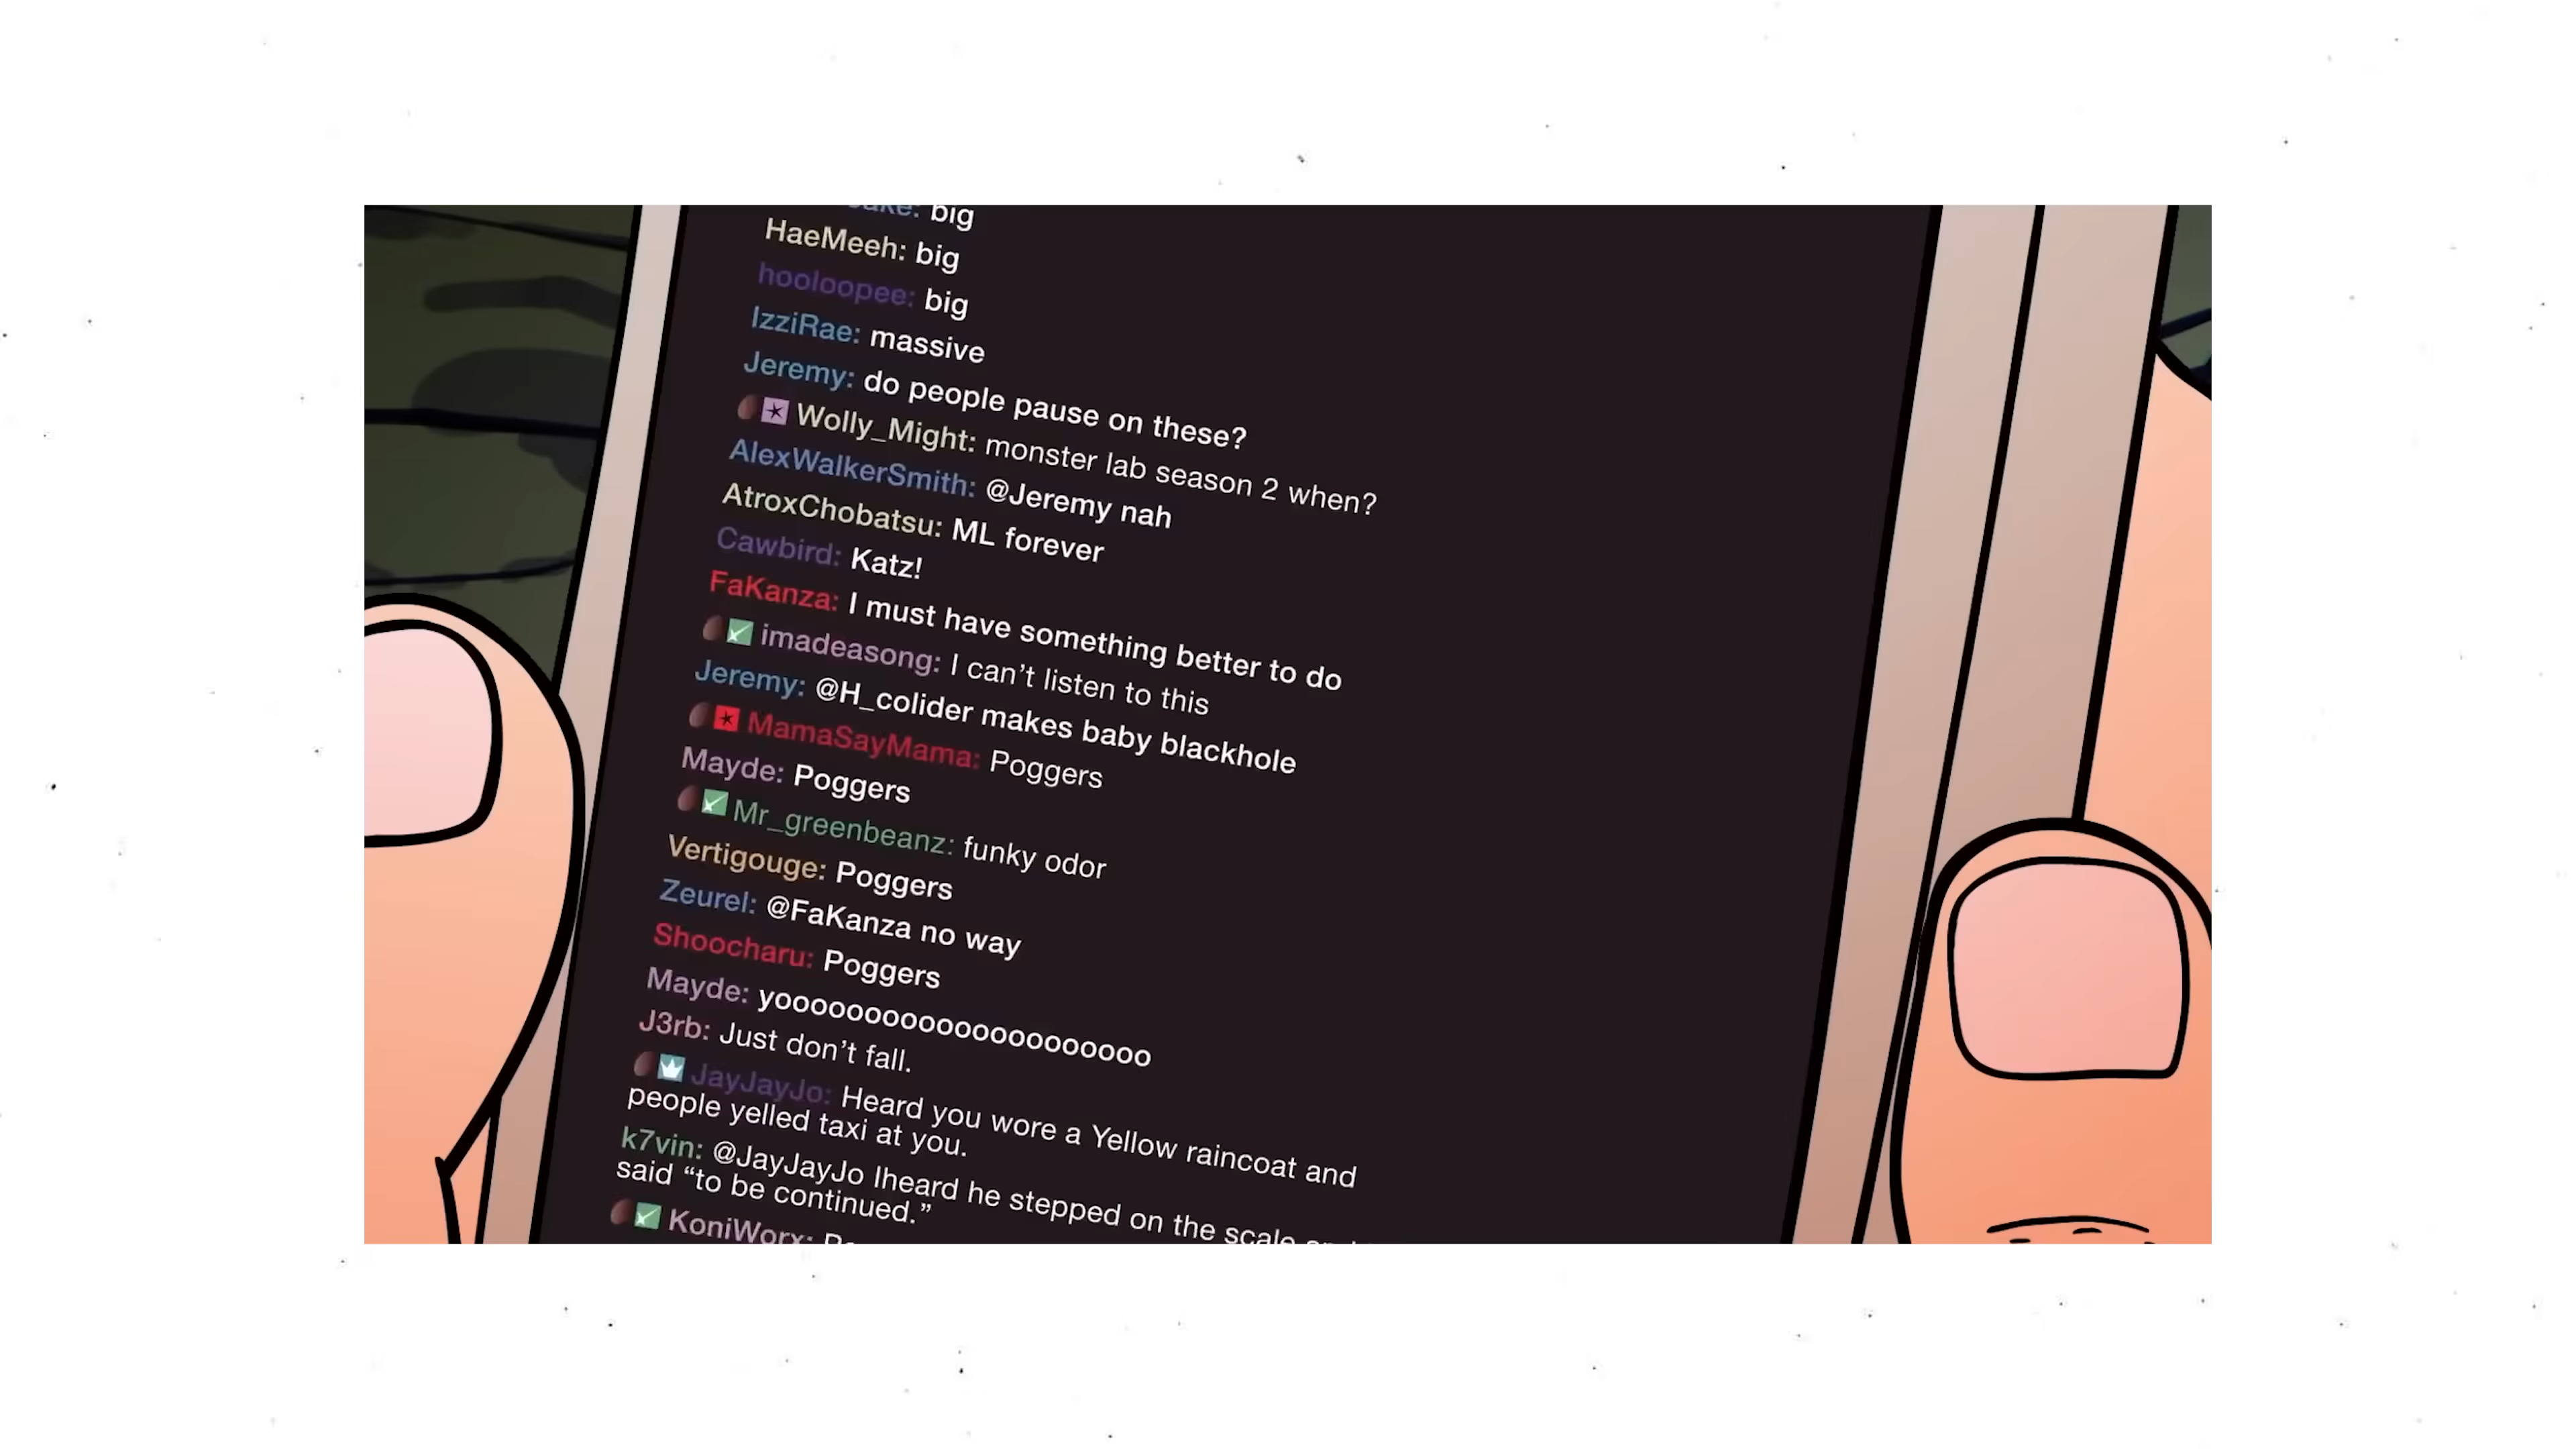 big
HaeMeeh: big
hooloopee: big
IzziRae: massive
Jeremy: do people pause on these?
Wolly_Might: monster lab season 2 when?
AlexWalkerSmith: @Jeremy nah
AtroxChobatsu: ML forever
Cawbird: Katz!
FaKanza: I must have something better to do
imadeasong: I can't listen to this
Jeremy: @H_colider makes baby blackhole
MamaSayMama: Poggers
Mayde: Poggers
Mr_greenbeanz: funky odor
Vertigouge: Poggers
Zeurel: @FaKanza no way
Shoocharu: Poggers
Mayde: yooooooooooooooooooooo
J3rb: Just don't fall.
JayJayJo: Heard you wore a Yellow raincoat and
people yelled taxi at you.
k7vin: @JayJayJo Iheard he stepped on the scale
said “to be continued.”
KoniWorx: